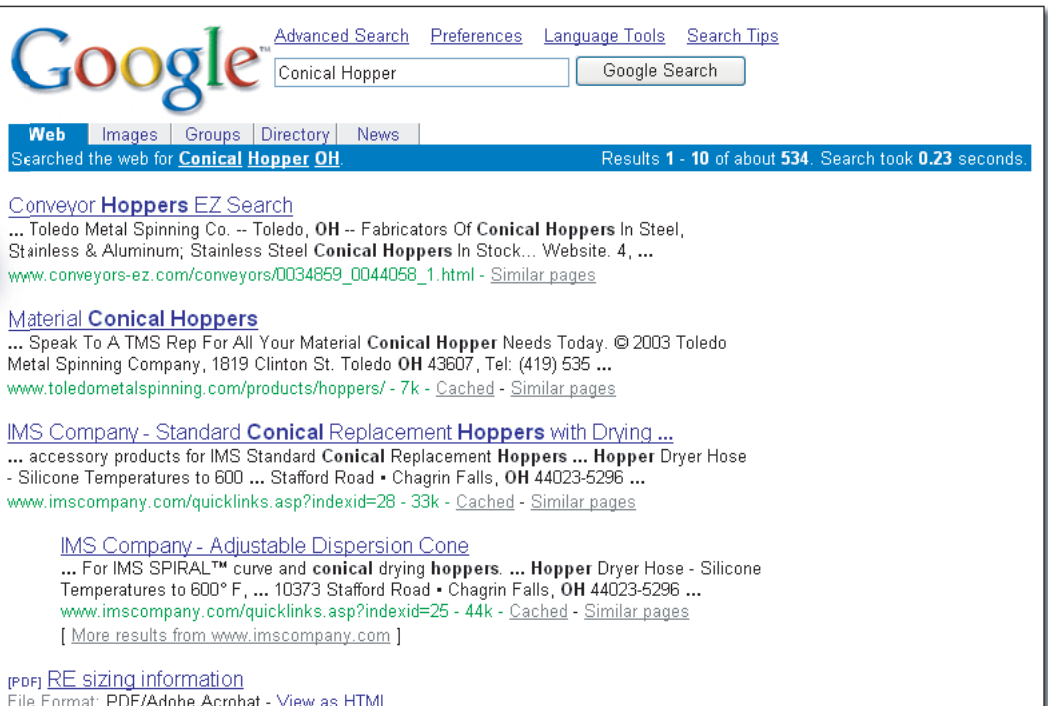 Google™
Advanced Search Preferences Language Tools Search Tips
Conical Hopper Google Search
Web Images Groups Directory News
Searched the web for Conical Hopper OH. Results 1 - 10 of about 534. Search took 0.23 seconds.
Conveyor Hoppers EZ Search
... Toledo Metal Spinning Co. -- Toledo, OH -- Fabricators Of Conical Hoppers In Steel,
Stainless & Aluminum; Stainless Steel Conical Hoppers In Stock... Website. 4, ...
www.conveyors-ez.com/conveyors/0034859_0044058_1.html - Similar pages
Material Conical Hoppers
... Speak To A TMS Rep For All Your Material Conical Hopper Needs Today. © 2003 Toledo
Metal Spinning Company, 1819 Clinton St. Toledo OH 43607, Tel: (419) 535 ...
www.toledometalspinning.com/products/hoppers/ - 7k - Cached - Similar pages
IMS Company - Standard Conical Replacement Hoppers with Drying ...
... accessory products for IMS Standard Conical Replacement Hoppers ... Hopper Dryer Hose
- Silicone Temperatures to 600 ... Stafford Road • Chagrin Falls, OH 44023-5296 ...
www.imscompany.com/quicklinks.asp?indexid=28 - 33k - Cached - Similar pages
IMS Company - Adjustable Dispersion Cone
... For IMS SPIRAL™ curve and conical drying hoppers. ... Hopper Dryer Hose - Silicone
Temperatures to 600° F, ... 10373 Stafford Road • Chagrin Falls, OH 44023-5296 ...
www.imscompany.com/quicklinks.asp?indexid=25 - 44k - Cached - Similar pages
[ More results from www.imscompany.com ]
[PDF] RE sizing information
File Format: PDF/Adobe Acrobat - View as HTML